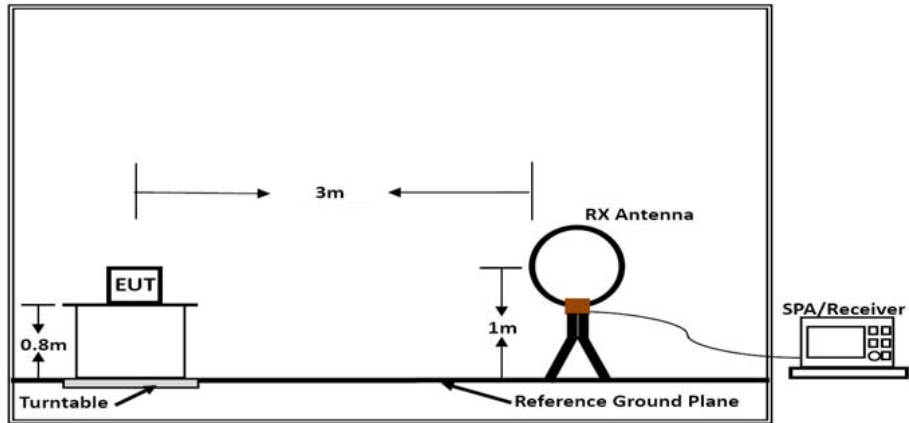 3m
RX Antenna
EUT
SPA/Receiver
0.8m
1m
Turntable
Reference Ground Plane